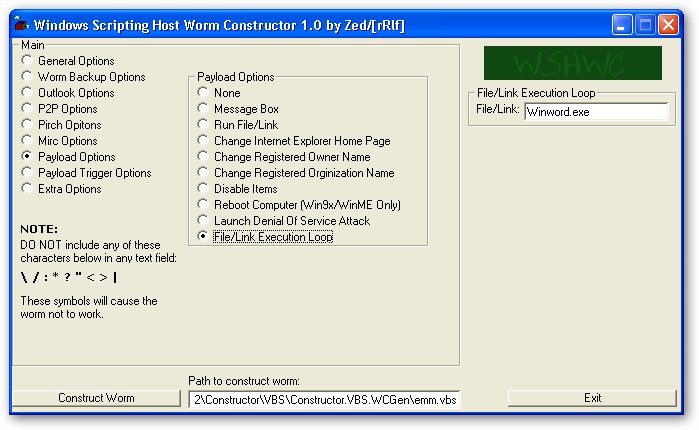 Windows Scripting Host Worm Constructor 1.0 by Zed/[rRlf]
Main
General Options
Worm Backup Options
Outlook Options
P2P Options
Pirch Opitons
Mirc Options
Payload Options
Payload Trigger Options
Extra Options
NOTE:
DO NOT include any of these
characters below in any text field:
\ / : * ? " < > |
These symbols will cause the
worm not to work.
Payload Options
None
Message Box
Run File/Link
Change Internet Explorer Home Page
Change Registered Owner Name
Change Registered Orginization Name
Disable Items
Reboot Computer (Win9x/WinME Only)
Launch Denial Of Service Attack
File/Link Execution Loop
WSHWC
File/Link Execution Loop
File/Link: Winword.exe
Path to construct worm:
Construct Worm
2\Constructor\VBS\Constructor.VBS.WCGen\emm.vbs
Exit